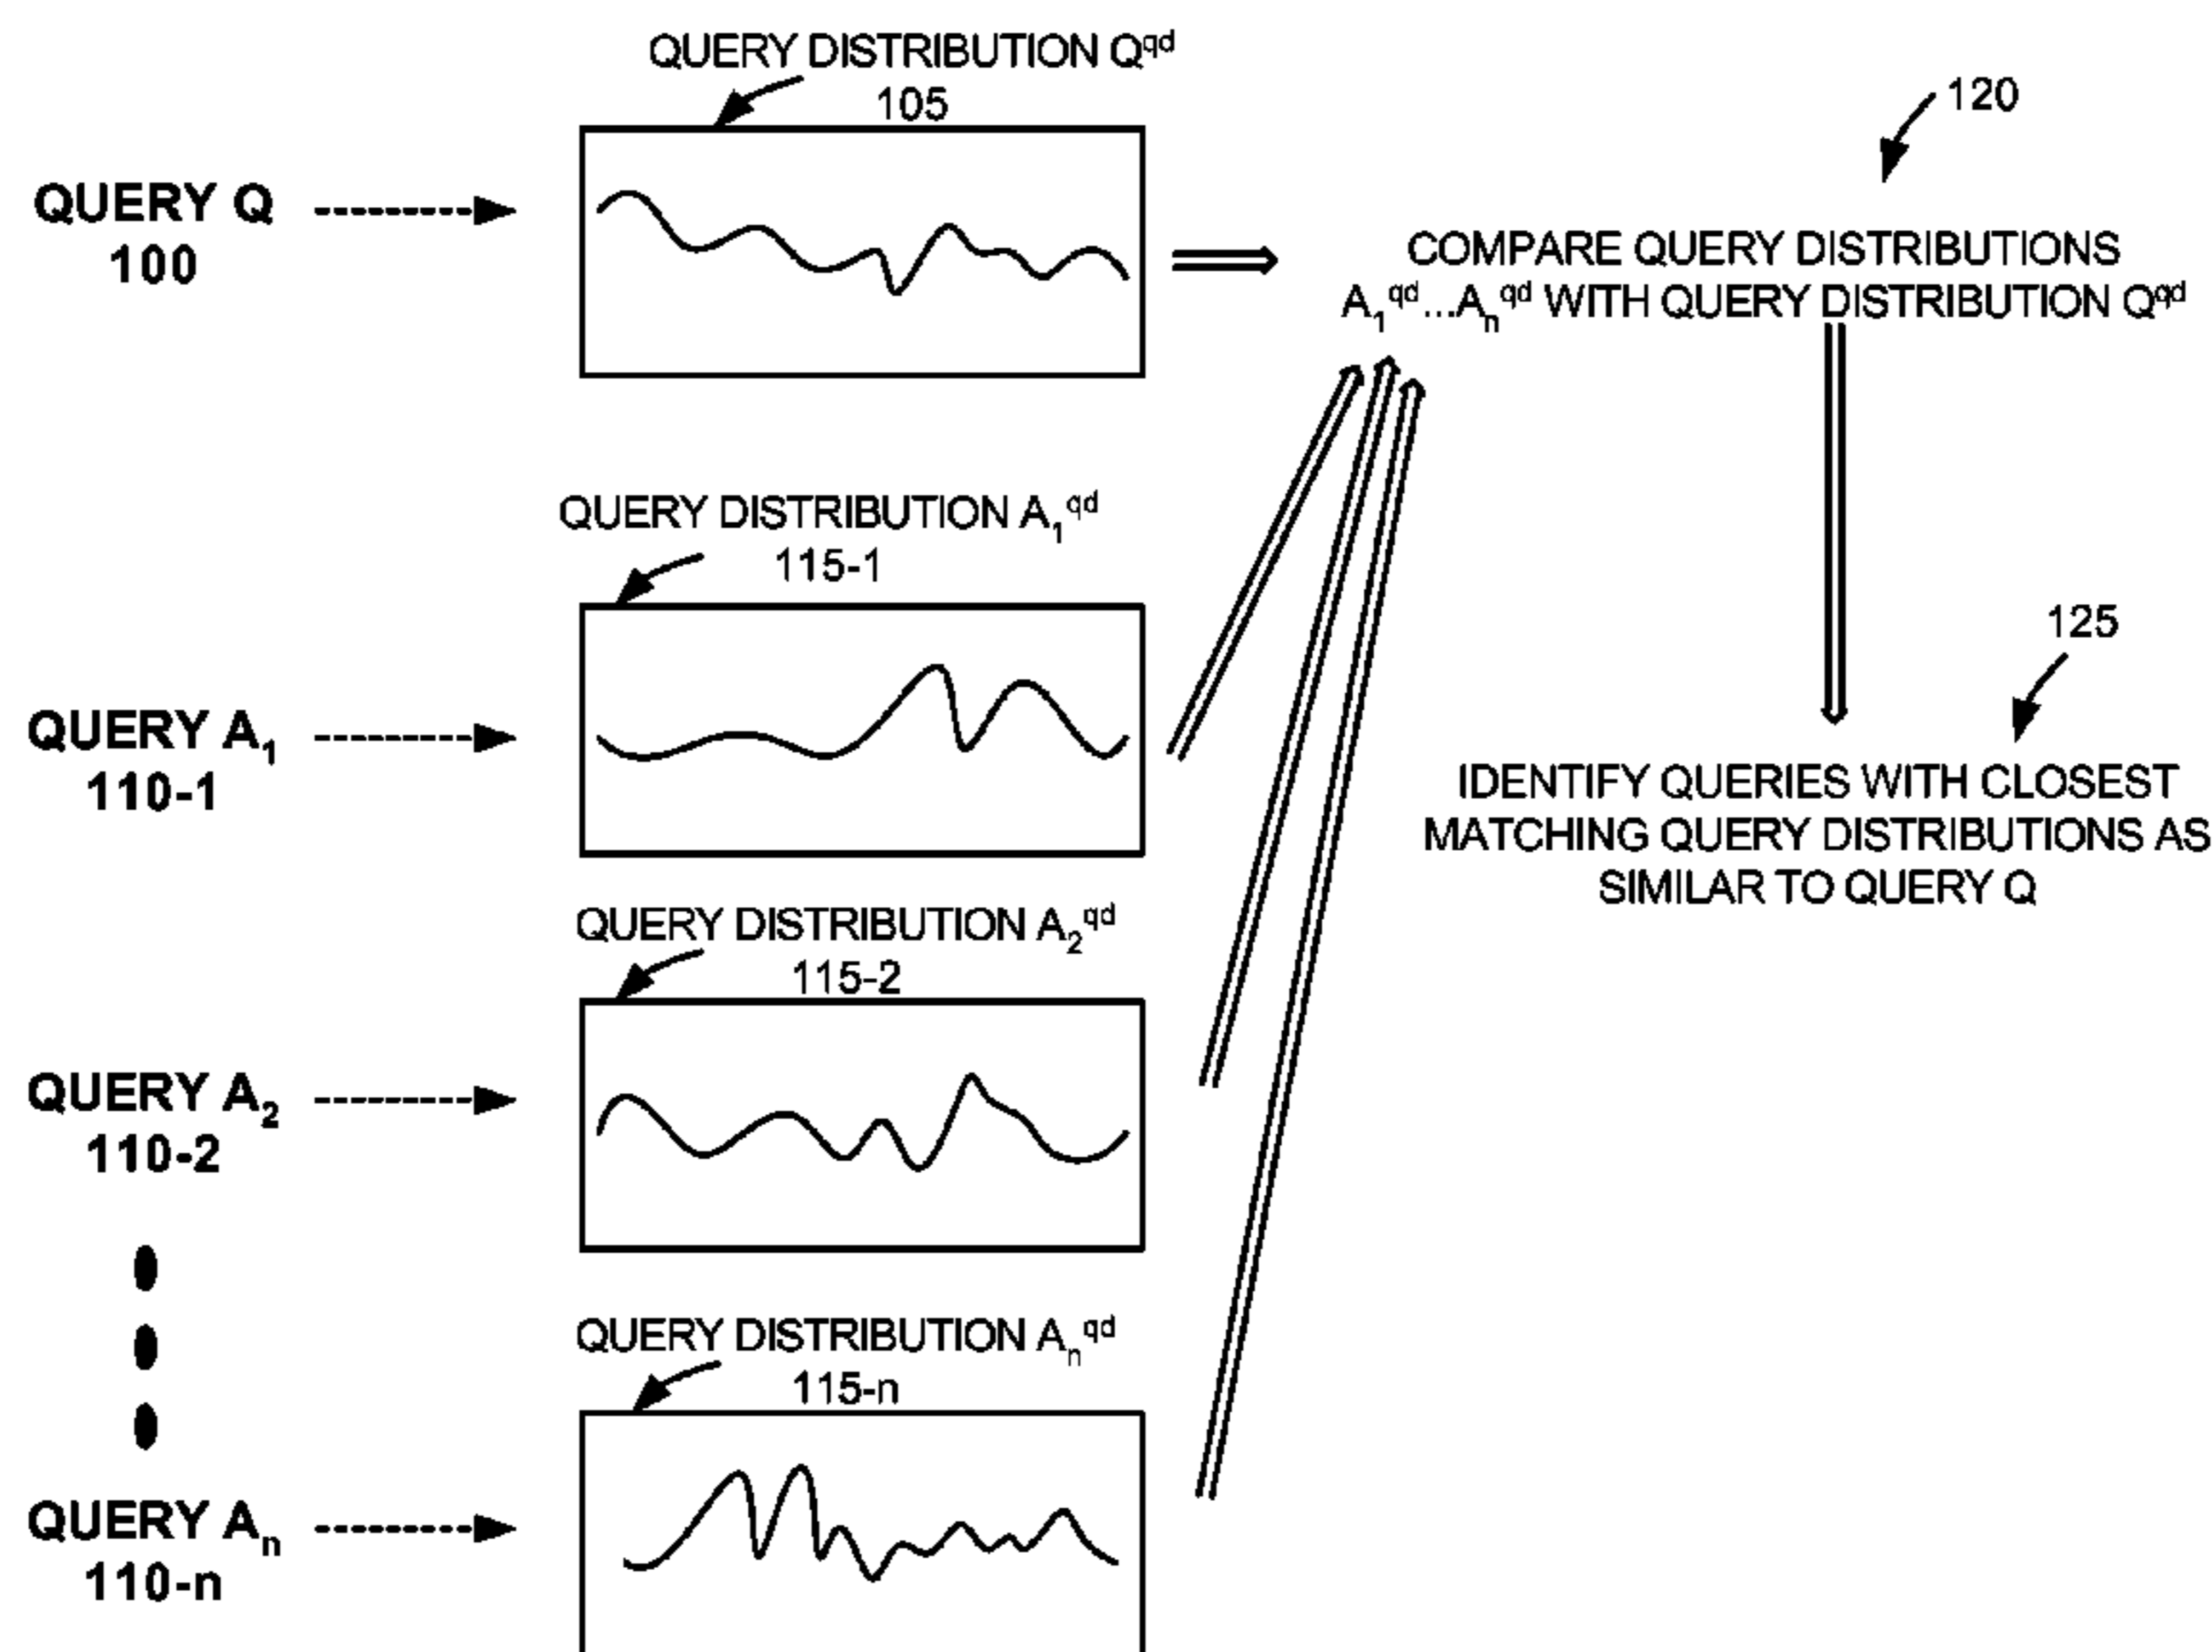 QUERY DISTRIBUTION Q^qd
105
120
QUERY Q
100
COMPARE QUERY DISTRIBUTIONS
A₁^qd...Aₙ^qd WITH QUERY DISTRIBUTION Q^qd
QUERY DISTRIBUTION A₁^qd
115-1
125
QUERY A₁
110-1
IDENTIFY QUERIES WITH CLOSEST
MATCHING QUERY DISTRIBUTIONS AS
SIMILAR TO QUERY Q
QUERY DISTRIBUTION A₂^qd
115-2
QUERY A₂
110-2
QUERY DISTRIBUTION Aₙ^qd
115-n
QUERY Aₙ
110-n